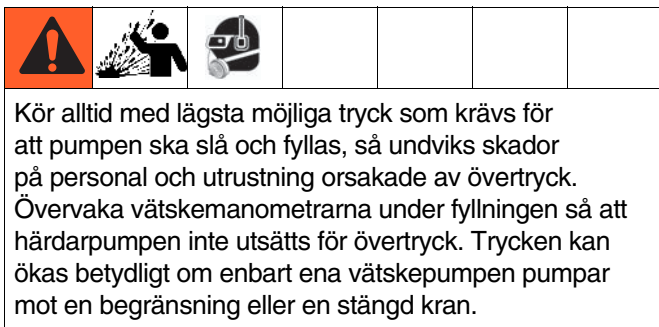 Kör alltid med lägsta möjliga tryck som krävs för
att pumpen ska slå och fyllas, så undviks skador
på personal och utrustning orsakade av övertryck.
Övervaka vätskemanometrarna under fyllningen så att
härdarpumpen inte utsätts för övertryck. Trycken kan
ökas betydligt om enbart ena vätskepumpen pumpar
mot en begränsning eller en stängd kran.